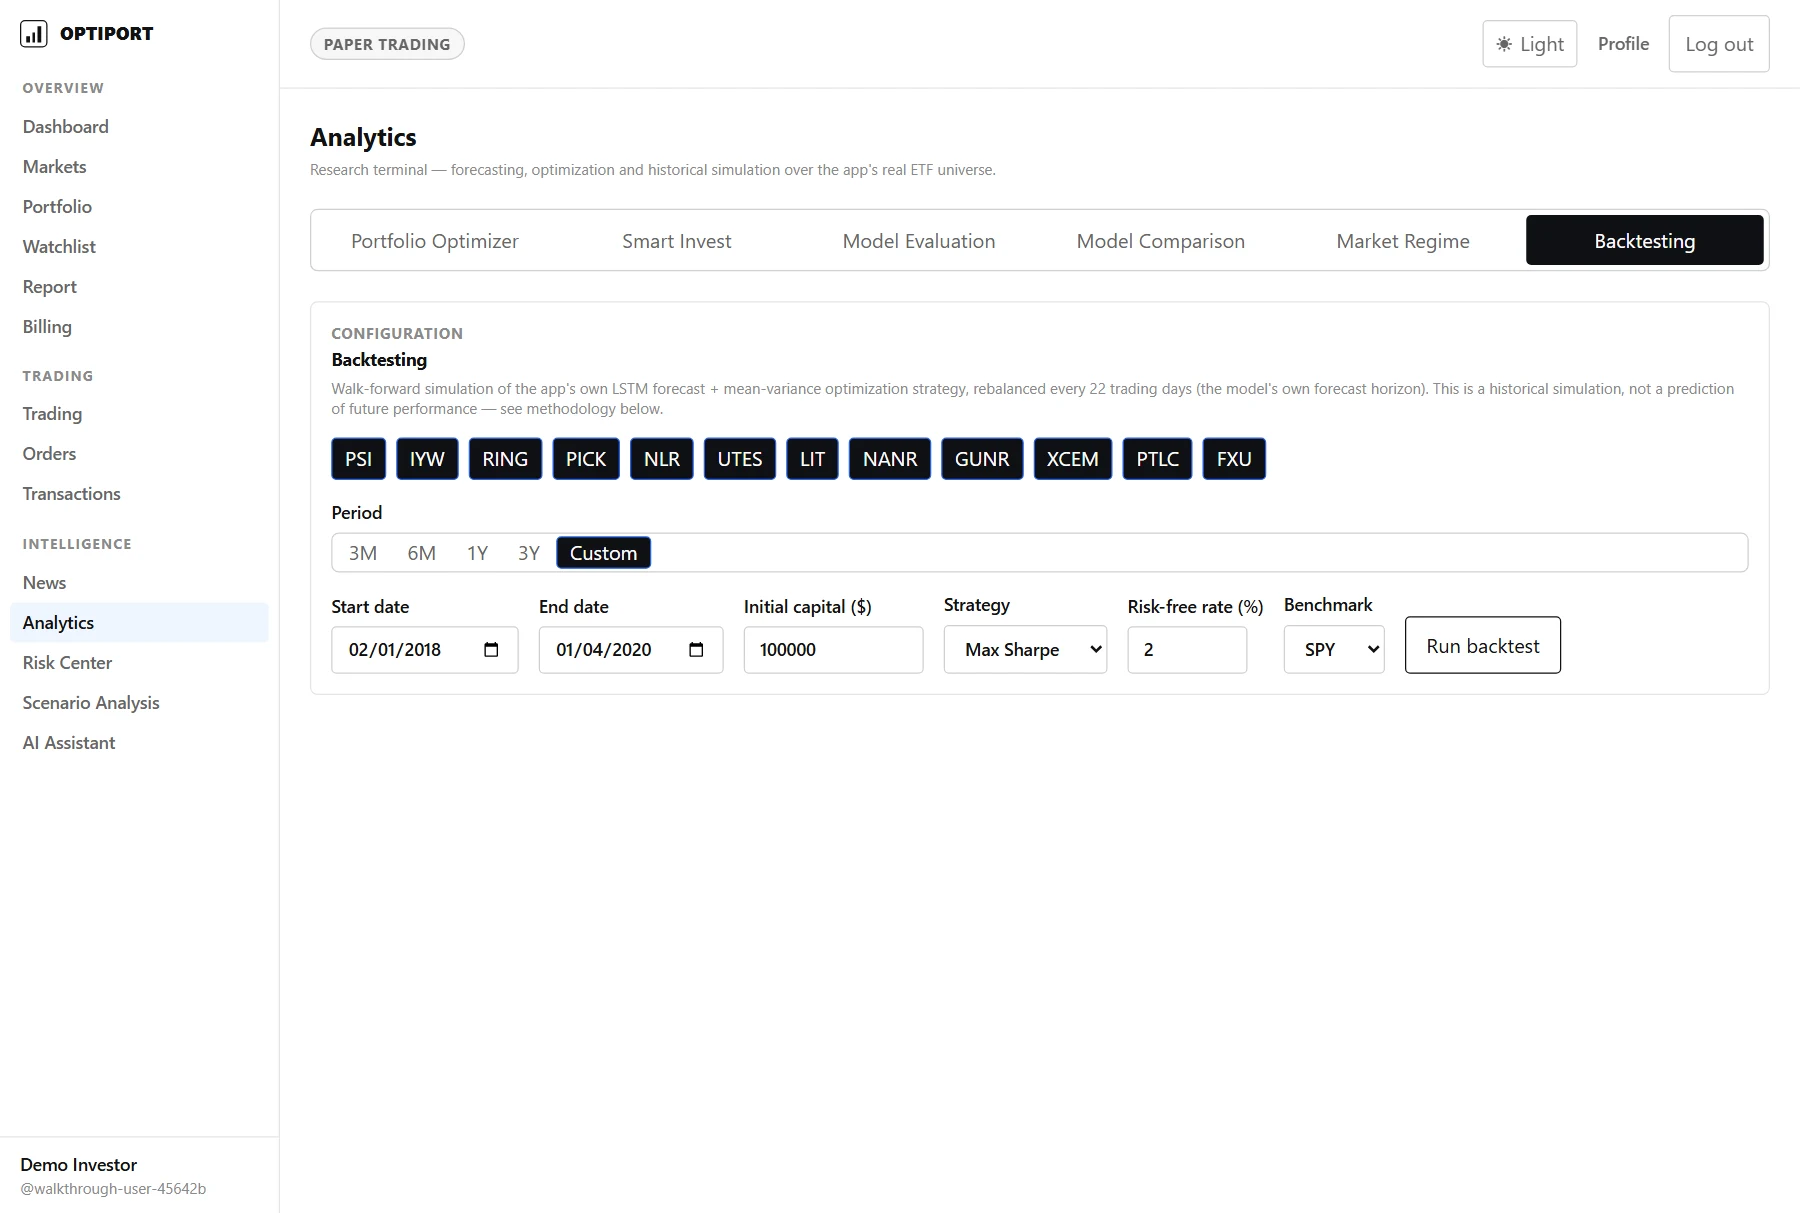 OPTIPORT
OVERVIEW
Dashboard
Markets
Portfolio
Watchlist
Report
Billing
TRADING
Trading
Orders
Transactions
INTELLIGENCE
News
Analytics
Risk Center
Scenario Analysis
AI Assistant
Demo Investor
@walkthrough-user-45642b
PAPER TRADING
Light
Profile
Log out
Analytics
Research terminal — forecasting, optimization and historical simulation over the app's real ETF universe.
Portfolio Optimizer
Smart Invest
Model Evaluation
Model Comparison
Market Regime
Backtesting
CONFIGURATION
Backtesting
Walk-forward simulation of the app's own LSTM forecast + mean-variance optimization strategy, rebalanced every 22 trading days (the model's own forecast horizon). This is a historical simulation, not a prediction
of future performance — see methodology below.
PSI IYW RING PICK NLR UTES LIT NANR GUNR XCEM PTLC FXU
Period
3M 6M 1Y 3Y Custom
Start date End date Initial capital ($) Strategy Risk-free rate (%) Benchmark
02/01/2018 01/04/2020 100000 Max Sharpe 2 SPY Run backtest